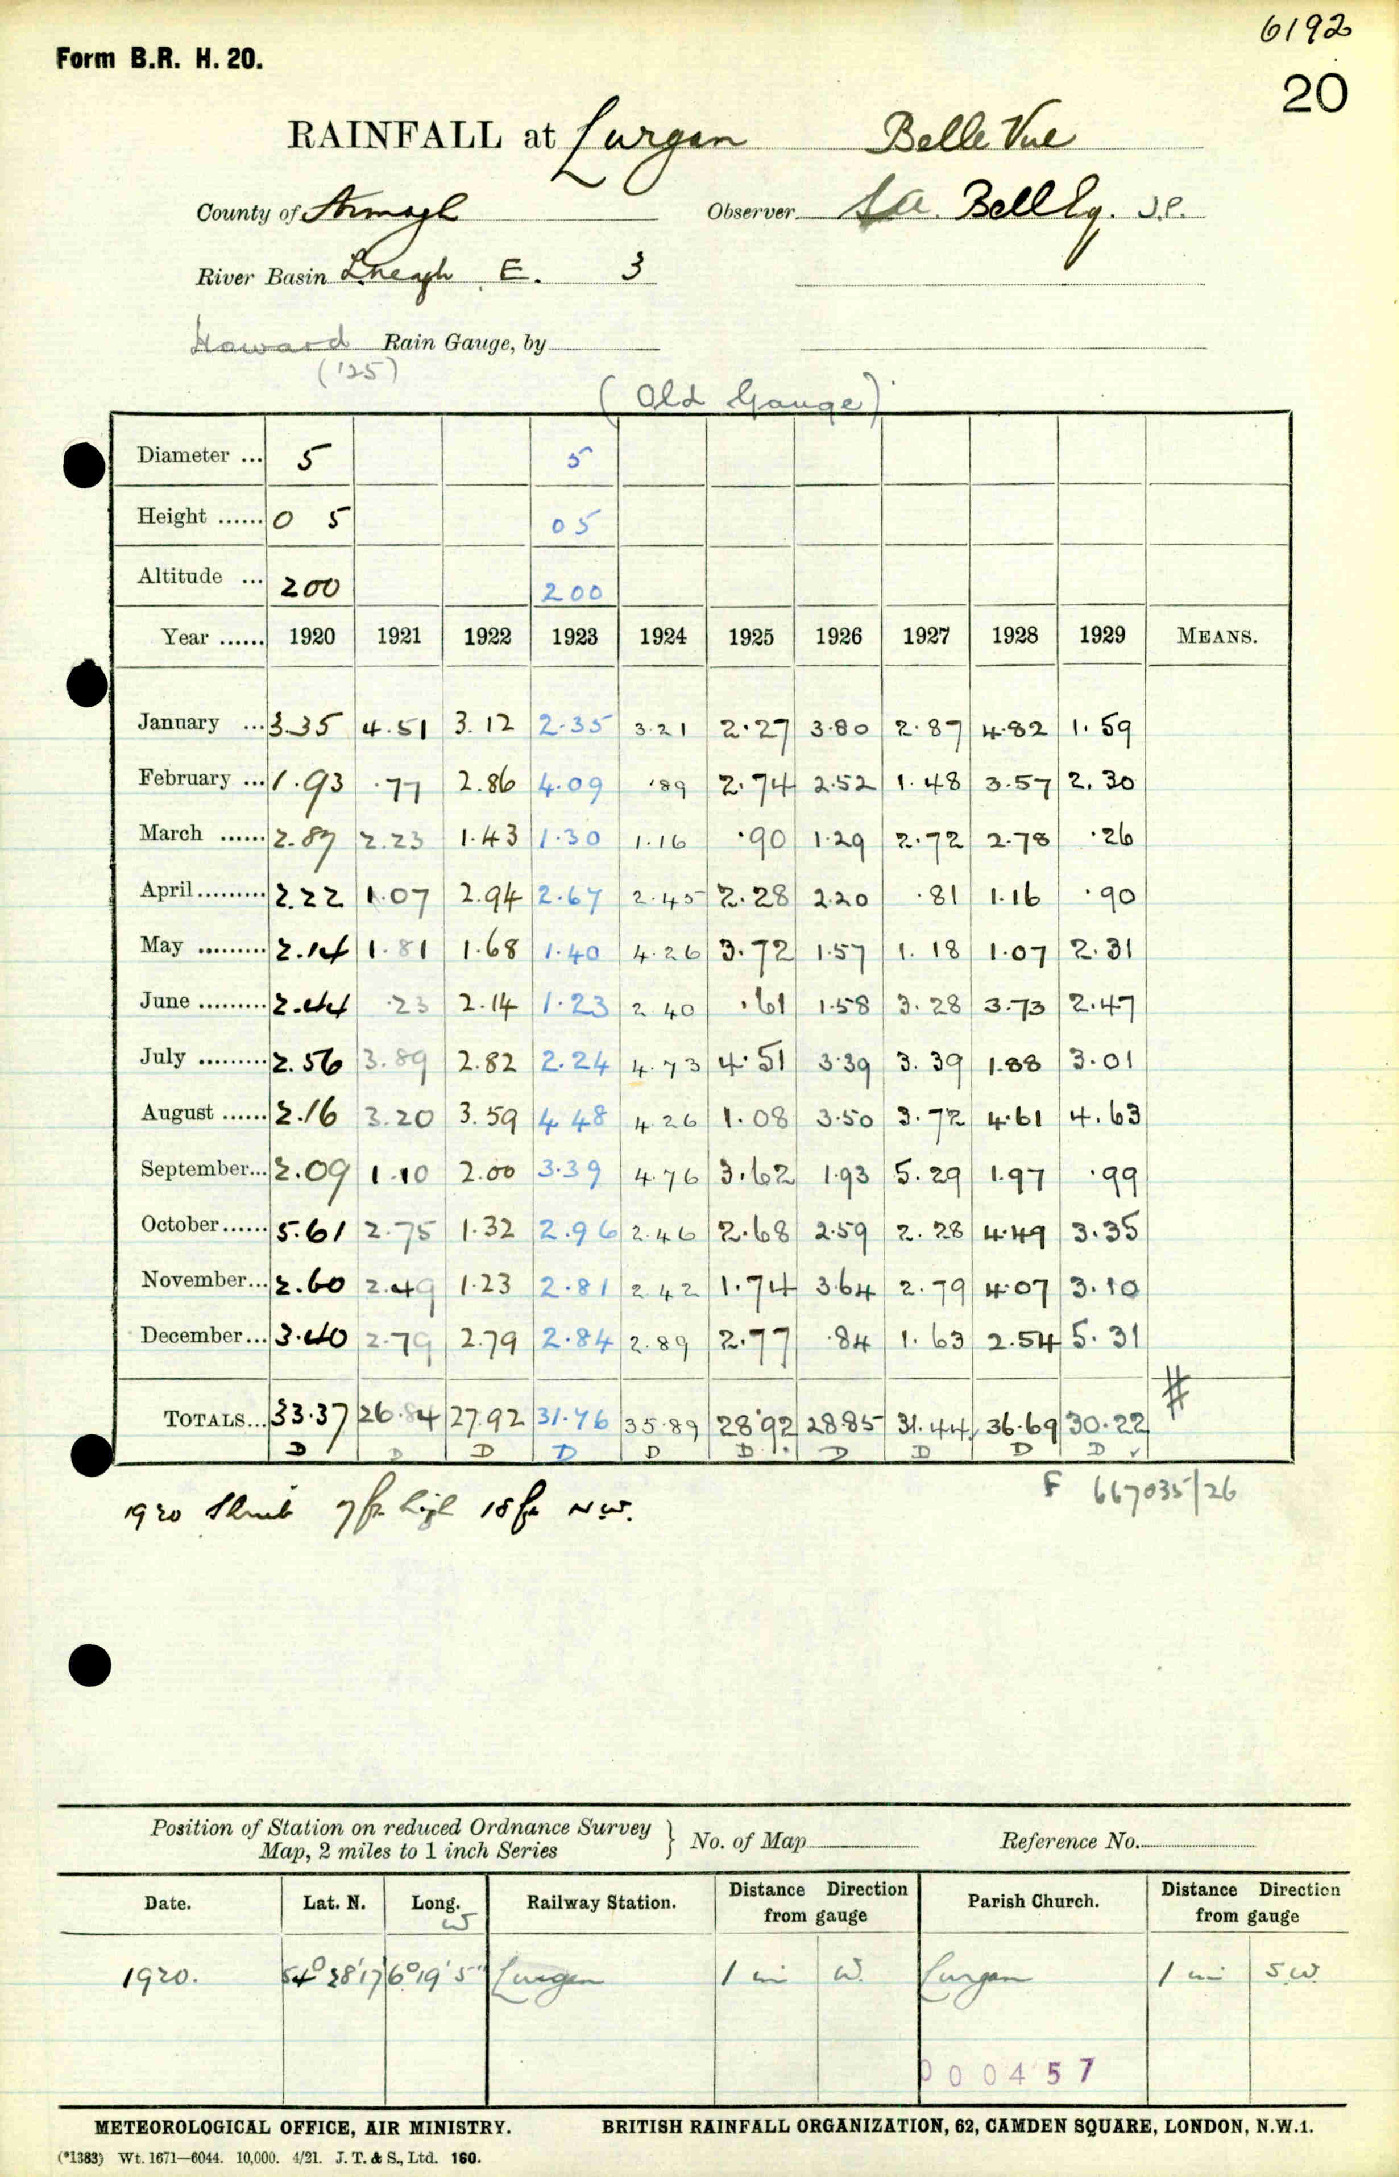 6192
Form B.R. H. 20.
20
RAINFALL at Lurgan Belle Vue
County of Armagh Observer Bell Esq. J.P.
River Basin L. Neagh E. 3
Howard Rain Gauge, by
('25)
(Old Gauge)
Diameter ... 5 5
Height ...... 0 5 0 5
Altitude ... 200 200
Year ...... 1920 1921 1922 1923 1924 1925 1926 1927 1928 1929 MEANS.
January ... 3.35 4.51 3.12 2.35 3.21 2.27 3.80 2.87 4.82 1.59
February ... 1.93 .77 2.86 4.09 .89 2.74 2.52 1.48 3.57 2.30
March ...... 2.87 2.23 1.43 1.30 1.16 .90 1.29 2.72 2.78 .26
April......... 2.22 1.07 2.94 2.67 2.45 2.28 2.20 .81 1.16 .90
May ......... 2.14 1.81 1.68 1.40 4.26 3.72 1.57 1.18 1.07 2.31
June ......... 2.44 .23 2.14 1.23 2 40 .61 1.58 3.28 3.73 2.47
July ......... 2.56 3.89 2.82 2.24 4.73 4.51 3.39 3.39 1.88 3.01
August ...... 2.16 3.20 3.59 4 48 4 26 1.08 3.50 3.72 4.61 4.63
September... 2.09 1.10 2.00 3.39 4.76 3.62 1.93 5.29 1.97 .99
October...... 5.61 2.75 1.32 2.96 2.46 2.68 2.59 2.28 4.49 3.35
November... 2.60 2.49 1.23 2.81 2 42 1.74 3.64 2.79 4.07 3.10
December... 3.40 2.79 2.79 2.84 2.89 2.77 .84 1.63 2.54 5.31
#
TOTALS... 33.37 26.84 27.92 31.76 35.89 28.92 28.85 31.44 36.69 30.22
D D D D D D D D D D ✓
F 667035/26
1920 Shrub 7 ft high 18 ft N.W.
Position of Station on reduced Ordnance Survey
Map, 2 miles to 1 inch Series } No. of Map Reference No.
Date. Lat. N. Long. W Railway Station. Distance Direction from gauge Parish Church. Distance Direction from gauge
1920. 54° 28' 17 6° 19' 5" Lurgan 1 mi W. Lurgan 1 mi S.W.
000457
METEOROLOGICAL OFFICE, AIR MINISTRY. BRITISH RAINFALL ORGANIZATION, 62, CAMDEN SQUARE, LONDON, N.W.1.
(*1383) Wt. 1671—6044. 10,000. 4/21. J. T. & S., Ltd. 160.